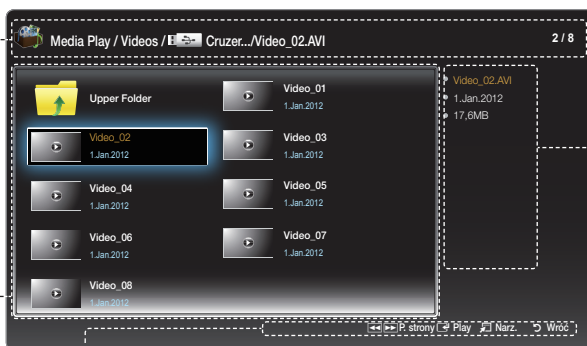 Media Play / Videos / Cruzer.../Video_02.AVI
2 / 8
Upper Folder
Video_01
1.Jan.2012
Video_02
1.Jan.2012
Video_03
1.Jan.2012
Video_04
1.Jan.2012
Video_05
1.Jan.2012
Video_06
1.Jan.2012
Video_07
1.Jan.2012
Video_08
1.Jan.2012
Video_02.AVI
1.Jan.2012
17,6MB
P. strony Play Narz. Wróć